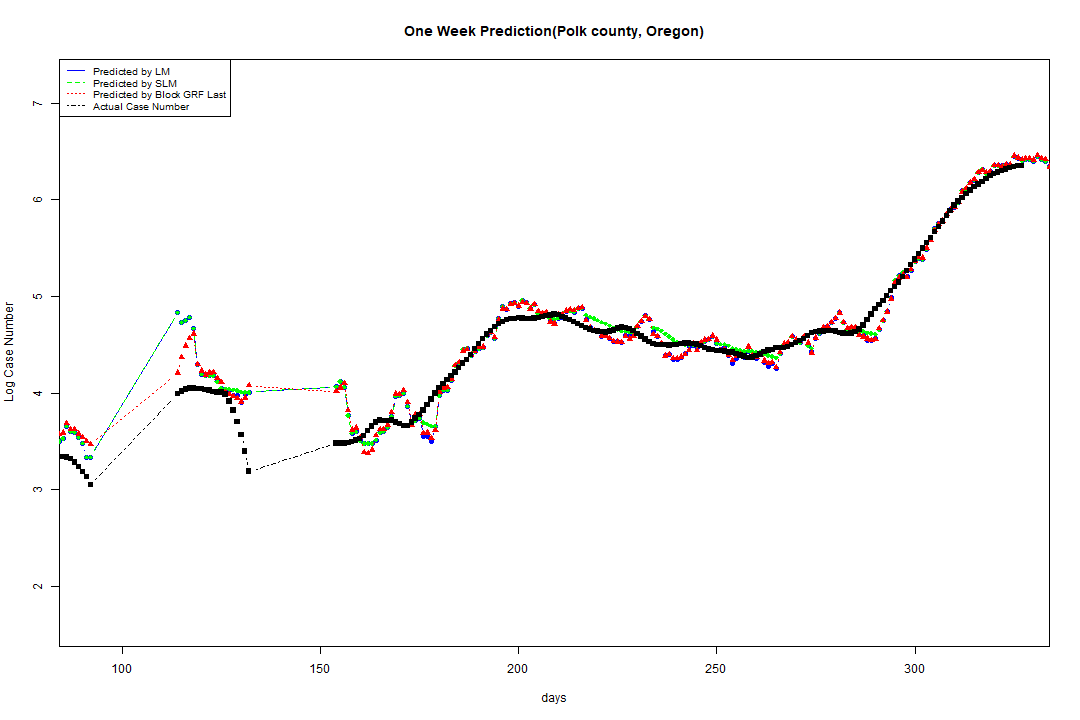 One Week Prediction(Polk county, Oregon)
Predicted by LM
Predicted by SLM
Predicted by Block GRF Last
Actual Case Number
7
6
5
4
3
2
Log Case Number
100 150 200 250 300
days